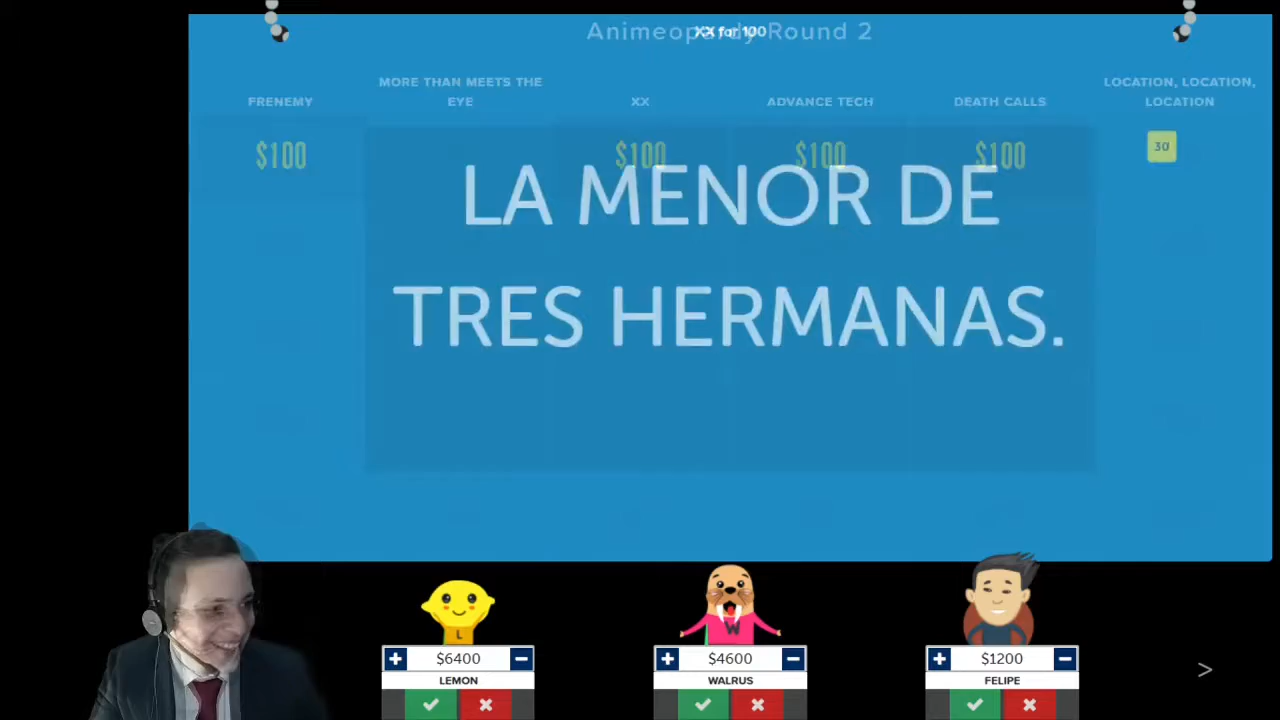 Animeopardy Round 2
XX for 100
MORE THAN MEETS THE
EYE
LOCATION, LOCATION,
LOCATION
FRENEMY
XX
ADVANCE TECH
DEATH CALLS
$100
$100
$100
$100
30
LA MENOR DE
TRES HERMANAS.
L
W
+ $6400 −
LEMON
+ $4600 −
WALRUS
+ $1200 −
FELIPE
>